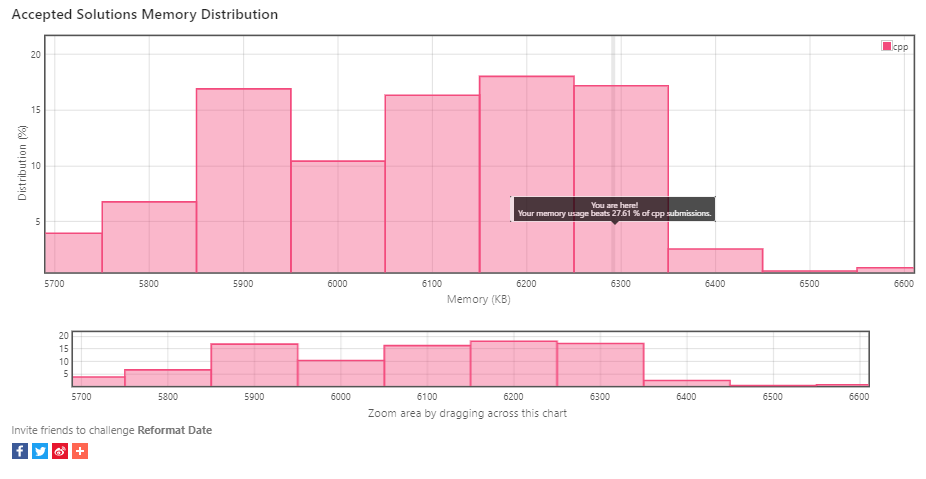 Accepted Solutions Memory Distribution
cpp
Distribution (%)
20
15
10
5
You are here!
Your memory usage beats 27.61 % of cpp submissions.
5700 5800 5900 6000 6100 6200 6300 6400 6500 6600
Memory (KB)
20
15
10
5
5700 5800 5900 6000 6100 6200 6300 6400 6500 6600
Zoom area by dragging across this chart
Invite friends to challenge Reformat Date